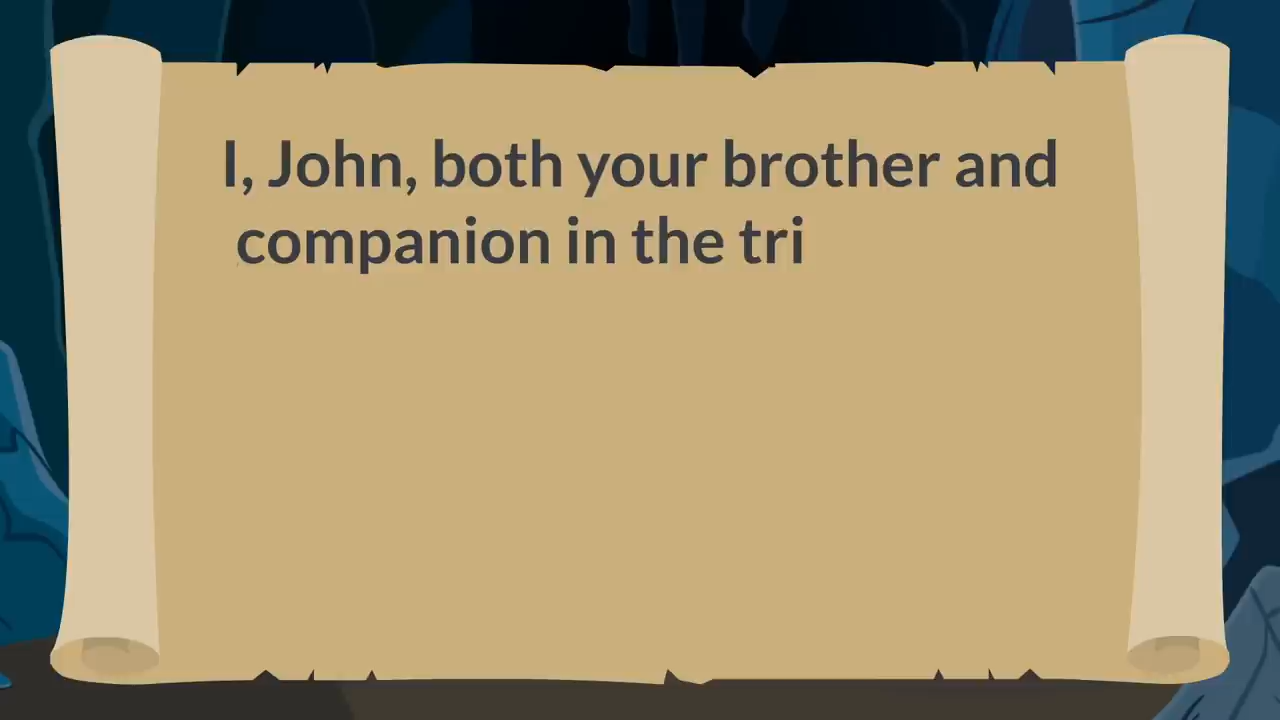 I, John, both your brother and
companion in the tri